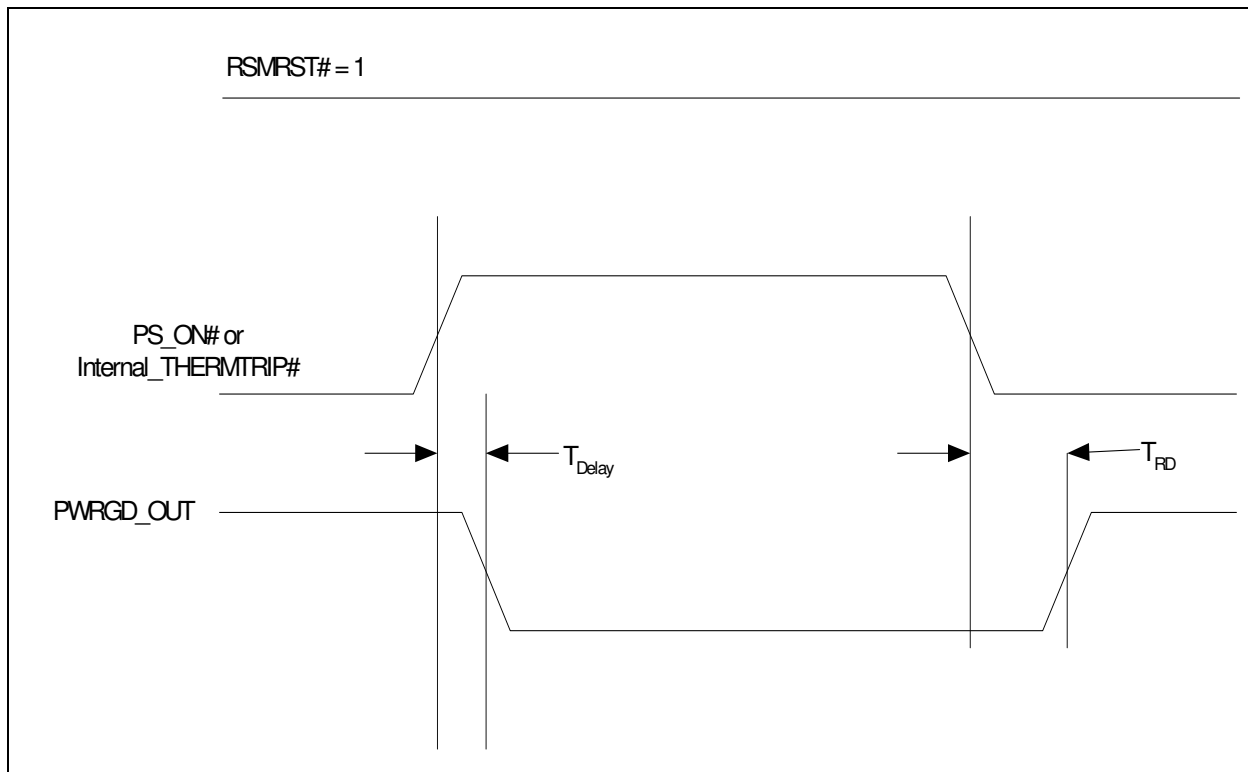 RSMRST# = 1
PS_ON# or
Internal_THERMTRIP#
T_Delay
T_RD
PWRGD_OUT